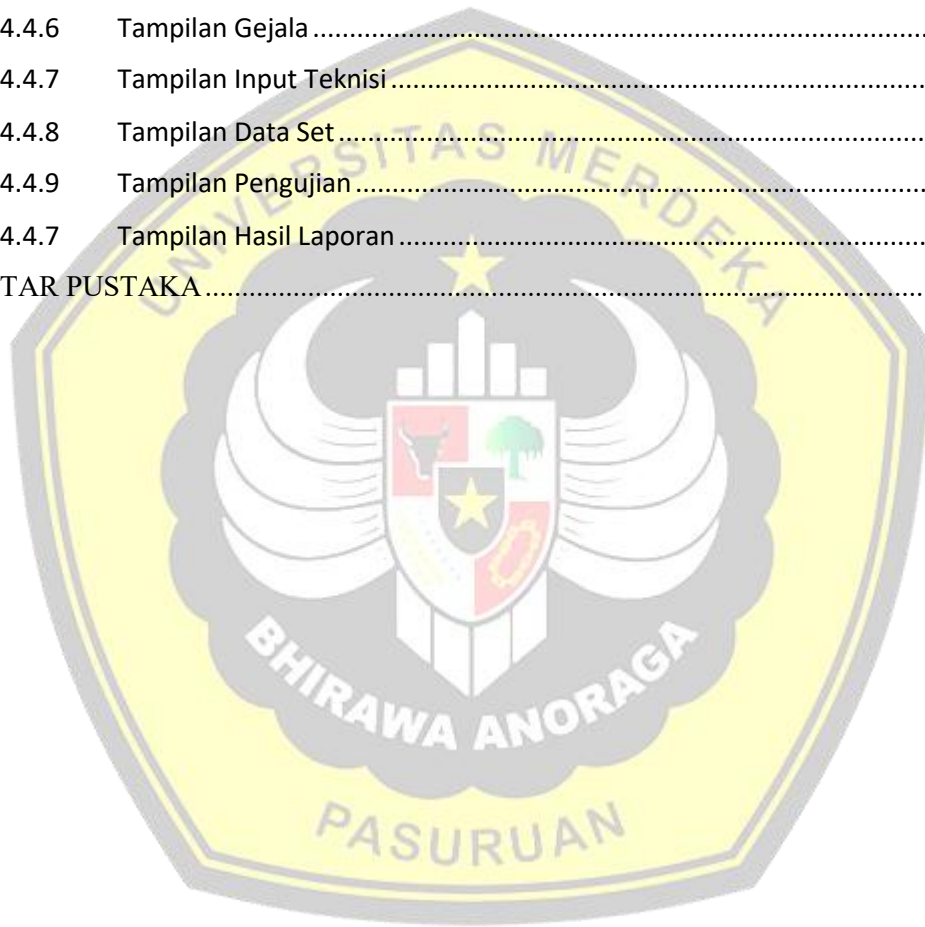 4.4.6 Tampilan Gejala
4.4.7 Tampilan Input Teknisi
4.4.8 Tampilan Data Set
4.4.9 Tampilan Pengujian
4.4.7 Tampilan Hasil Laporan
TAR PUSTAKA
UNIVERSITAS MERDEKA
BHIRAWA ANORAGA
PASURUAN